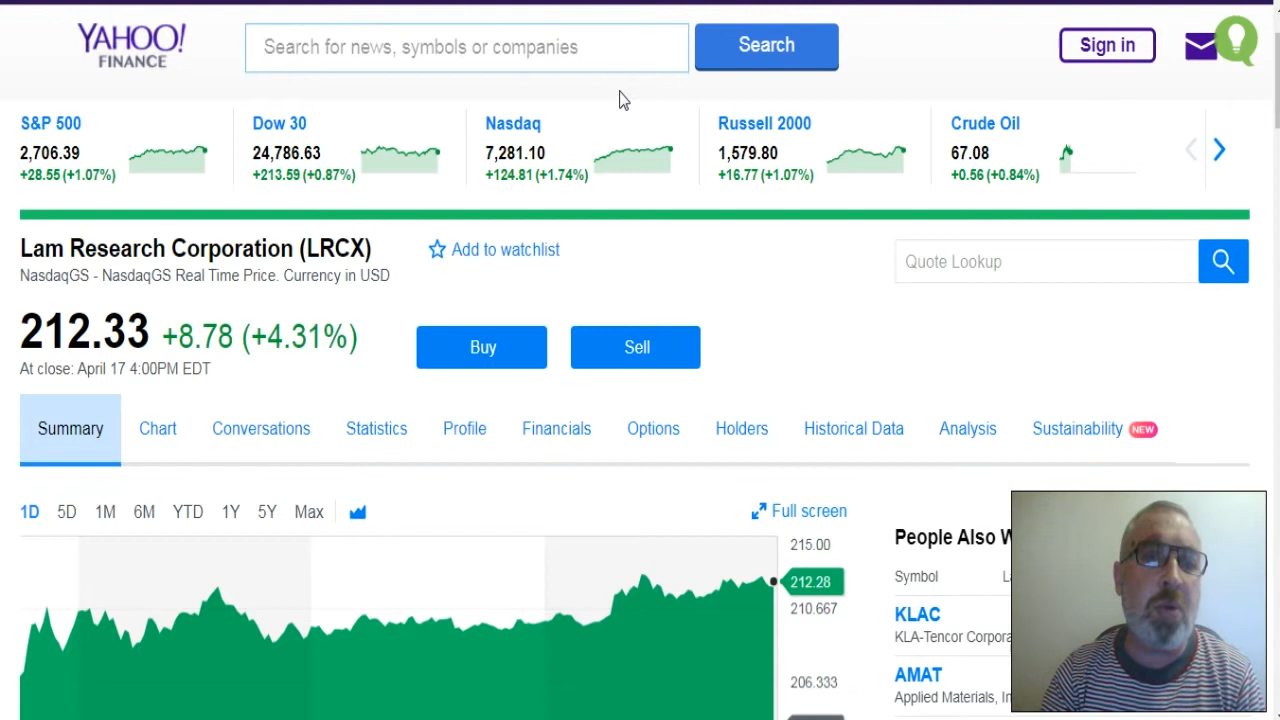 YAHOO!
FINANCE
Search for news, symbols or companies
Search
Sign in
S&P 500
2,706.39
+28.55 (+1.07%)
Dow 30
24,786.63
+213.59 (+0.87%)
Nasdaq
7,281.10
+124.81 (+1.74%)
Russell 2000
1,579.80
+16.77 (+1.07%)
Crude Oil
67.08
+0.56 (+0.84%)
Lam Research Corporation (LRCX)
Add to watchlist
NasdaqGS - NasdaqGS Real Time Price. Currency in USD
Quote Lookup
212.33 +8.78 (+4.31%)
At close: April 17 4:00PM EDT
Buy
Sell
Summary
Chart
Conversations
Statistics
Profile
Financials
Options
Holders
Historical Data
Analysis
Sustainability NEW
1D 5D 1M 6M YTD 1Y 5Y Max
Full screen
215.00
212.28
210.667
206.333
People Also W
Symbol
KLAC
KLA-Tencor Corpora
AMAT
Applied Materials, In